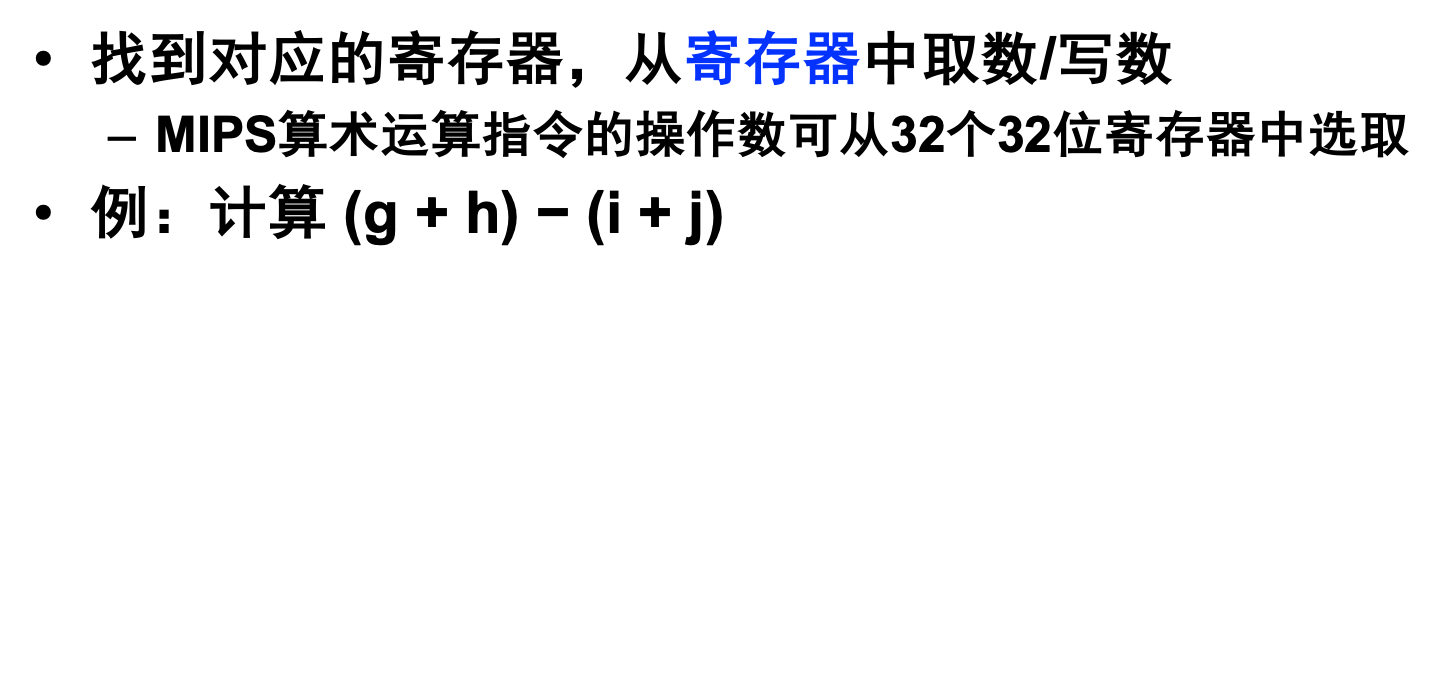 • 找到对应的寄存器，从寄存器中取数/写数
– MIPS算术运算指令的操作数可从32个32位寄存器中选取
• 例：计算 (g + h) − (i + j)